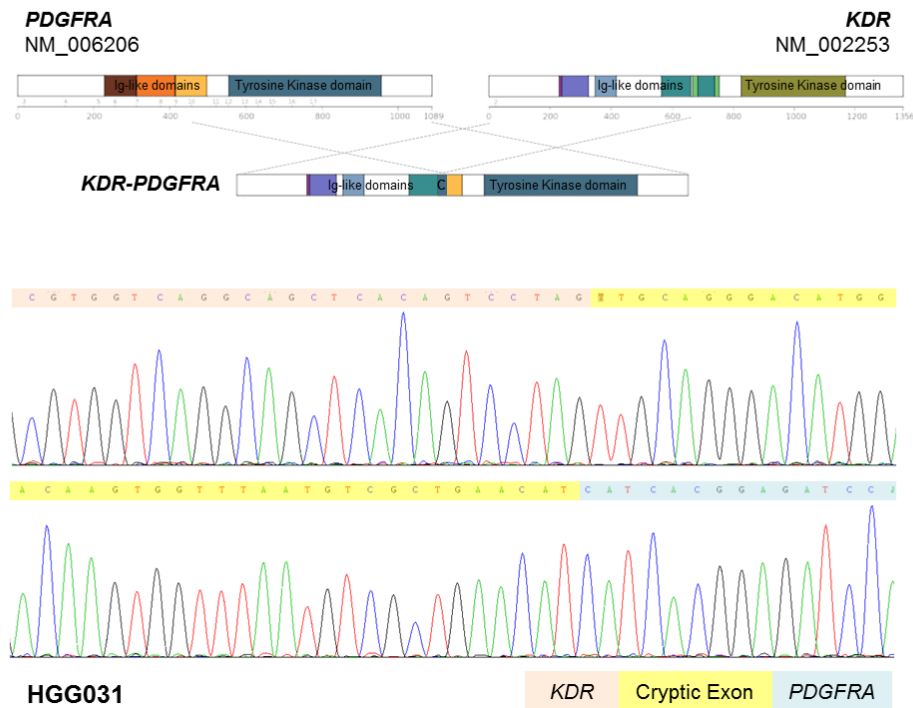 PDGFRA
NM_006206
KDR
NM_002253
Ig-like domains
Tyrosine Kinase domain
Ig-like domains
Tyrosine Kinase domain
0 200 400 600 800 1000 1089
0 200 400 600 800 1000 1200 1356
KDR-PDGFRA
Ig-like domains
C
Tyrosine Kinase domain
C G T G G T C A G G C A G C T C A C A G T C C T A G T T G C A G G G A C A T G G
A C A A G T G G T T T A A T G T C G C T G A A C A T C A T C A C G G A G A T C C A
HGG031
KDR
Cryptic Exon
PDGFRA